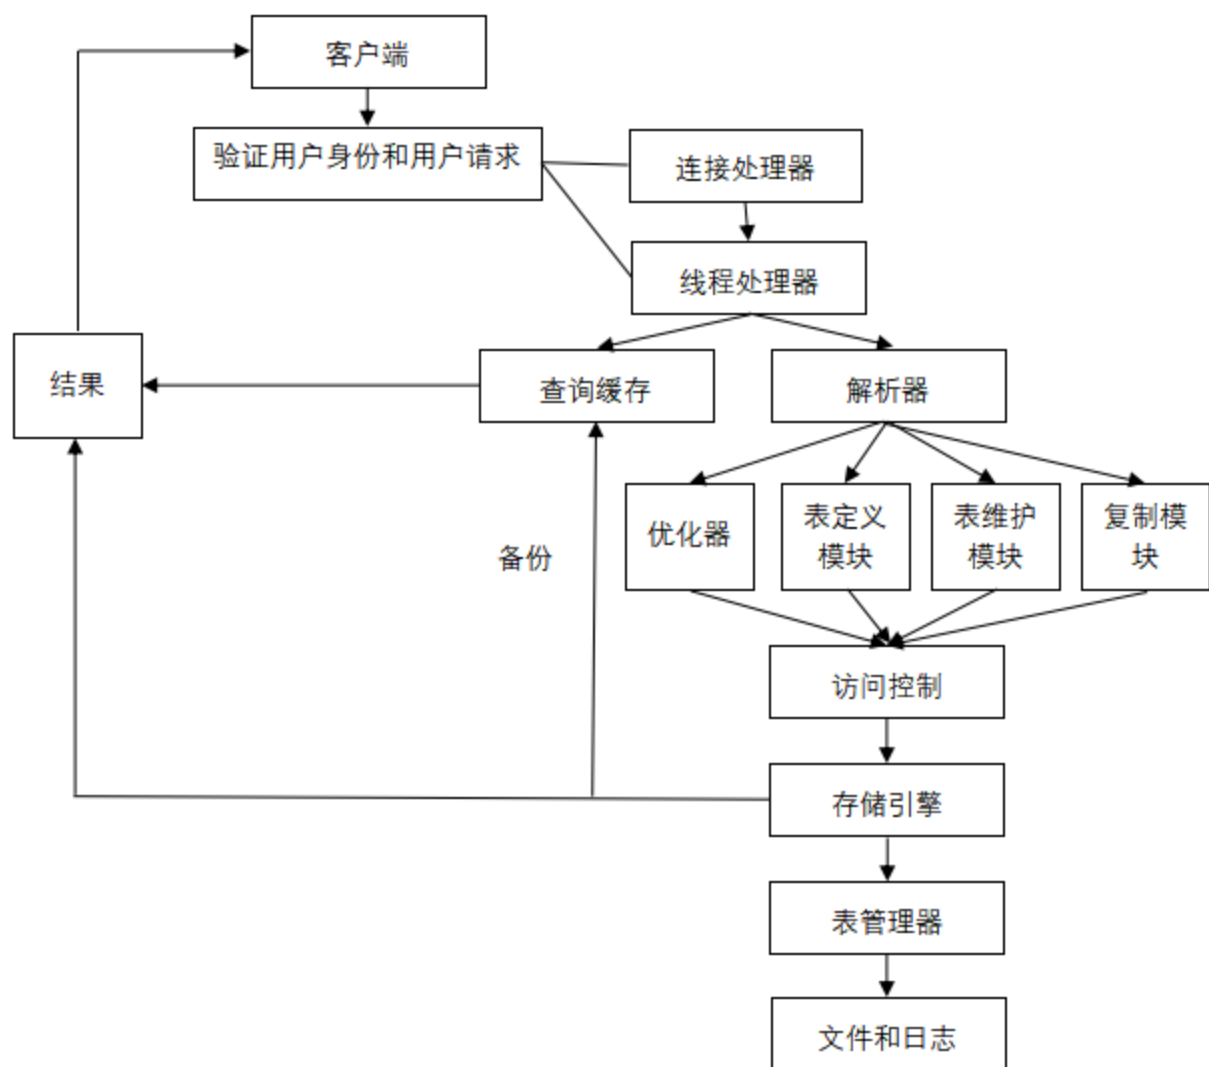 客户端
验证用户身份和用户请求
连接处理器
线程处理器
结果
查询缓存
解析器
备份
优化器
表定义
模块
表维护
模块
复制模
块
访问控制
存储引擎
表管理器
文件和日志